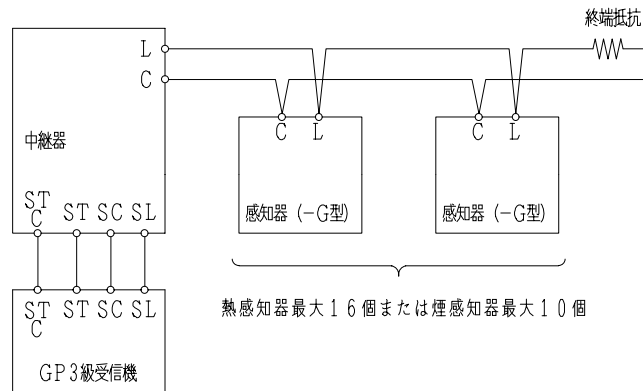 終端抵抗
L
C
中継器
C L
C L
感知器（－G型）
感知器（－G型）
ST
C
ST SC SL
熱感知器最大１６個または煙感知器最大１０個
ST
C
ST SC SL
GP3級受信機